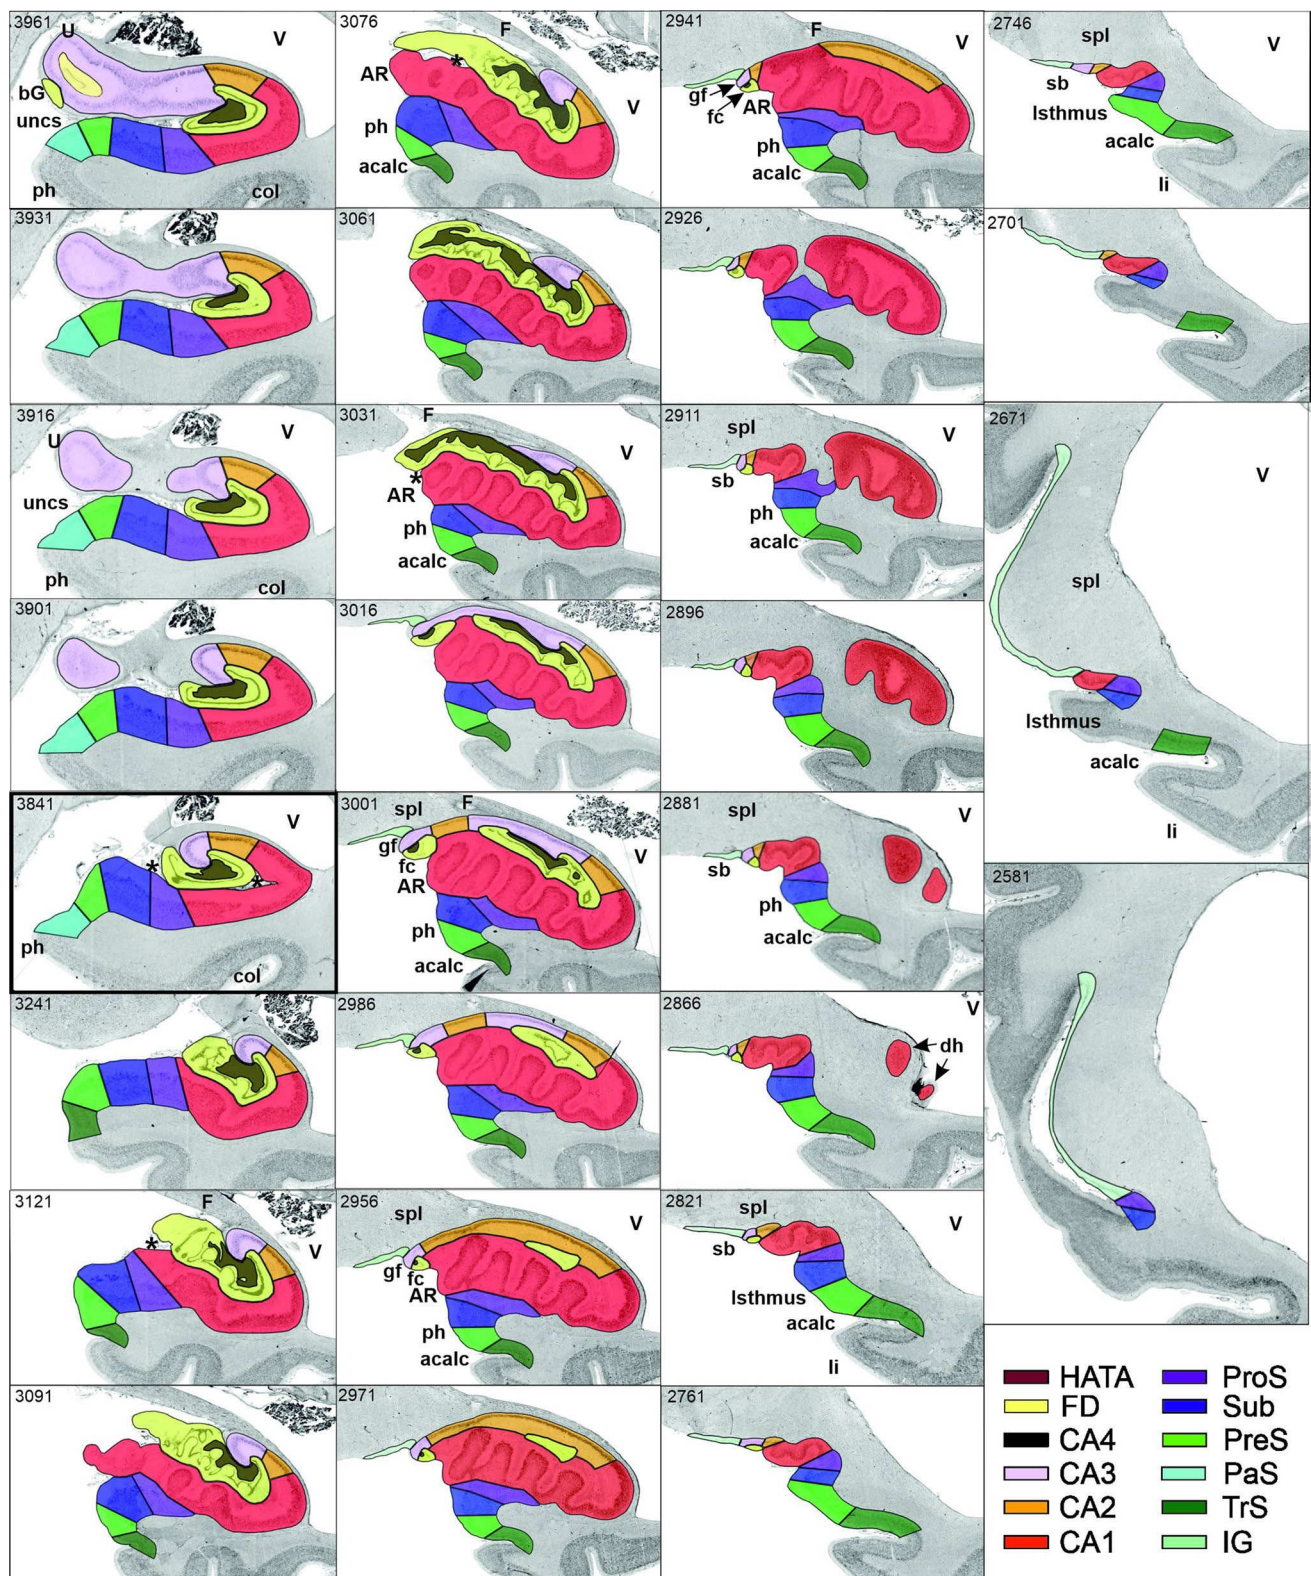 3961
U
V
bG
uncs
ph
col
3931
3916
U
V
uncs
ph
col
3901
3841
V
*
*
ph
col
3241
3121
F
V
*
3091
3076
F
AR
*
V
ph
acalc
3061
3031
F
V
*
AR
ph
acalc
3016
3001
spl
F
gf
fc
V
AR
ph
acalc
2986
2956
spl
V
gf
fc
AR
ph
acalc
2971
2941
F
V
gf
fc
AR
ph
acalc
2926
2911
spl
V
sb
ph
acalc
2896
2881
spl
V
sb
ph
acalc
2866
V
dh
2821
spl
V
sb
Isthmus
acalc
li
2761
2746
spl
V
sb
Isthmus
acalc
li
2701
2671
V
spl
Isthmus
acalc
li
2581
HATA
FD
CA4
CA3
CA2
CA1
ProS
Sub
PreS
PaS
TrS
IG